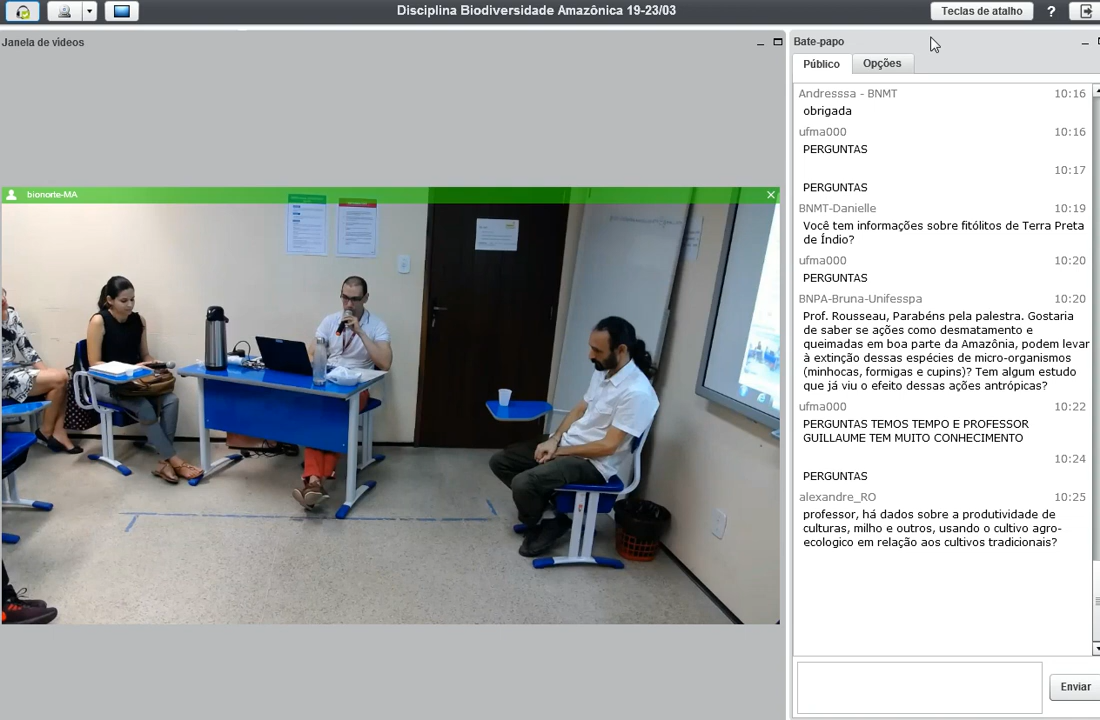 Disciplina Biodiversidade Amazônica 19-23/03
Teclas de atalho
?
Janela de videos
Bate-papo
Público
Opções
bionorte-MA
Andresssa - BNMT 10:16
obrigada
ufma000 10:16
PERGUNTAS
10:17
PERGUNTAS
BNMT-Danielle 10:19
Você tem informações sobre fitólitos de Terra Preta
de Índio?
ufma000 10:20
PERGUNTAS
BNPA-Bruna-Unifesspa 10:20
Prof. Rousseau, Parabéns pela palestra. Gostaria
de saber se ações como desmatamento e
queimadas em boa parte da Amazônia, podem levar
à extinção dessas espécies de micro-organismos
(minhocas, formigas e cupins)? Tem algum estudo
que já viu o efeito dessas ações antrópicas?
ufma000 10:22
PERGUNTAS TEMOS TEMPO E PROFESSOR
GUILLAUME TEM MUITO CONHECIMENTO
10:24
PERGUNTAS
alexandre_RO 10:25
professor, há dados sobre a produtividade de
culturas, milho e outros, usando o cultivo agro-
ecologico em relação aos cultivos tradicionais?
Enviar